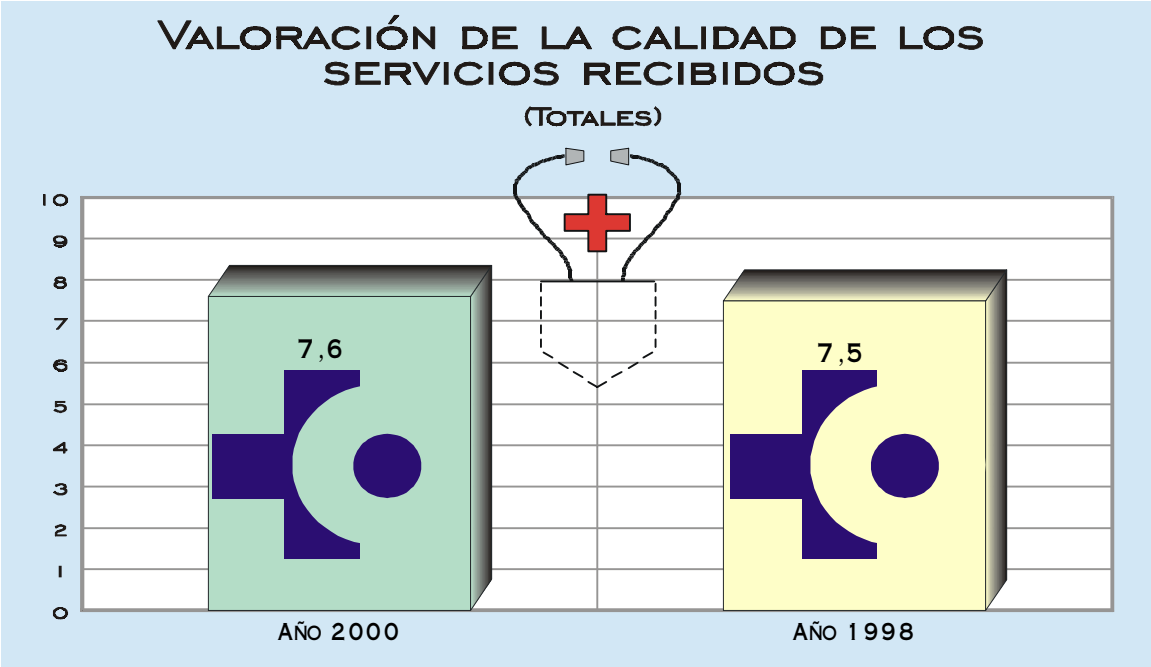 VALORACIÓN DE LA CALIDAD DE LOS
SERVICIOS RECIBIDOS
(TOTALES)
10
9
8
7
6
5
4
3
2
1
0
7,6
7,5
AÑO 2000
AÑO 1998